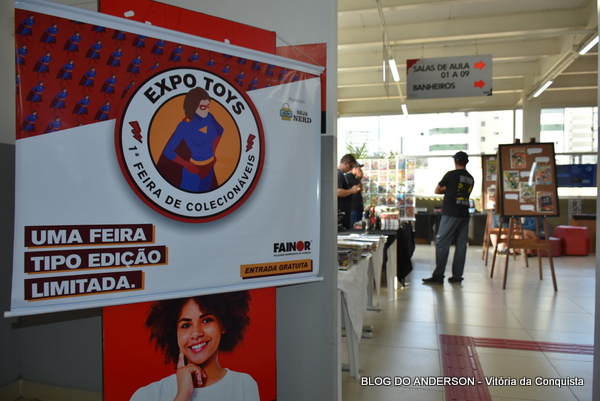 EXPO TOYS
1ª FEIRA DE COLECIONÁVEIS
SEJA
NERD
UMA FEIRA
TIPO EDIÇÃO
LIMITADA.
FAINOR
ENTRADA GRATUITA
SALAS DE AULA
01 A 09
BANHEIROS
BLOG DO ANDERSON - Vitória da Conquista